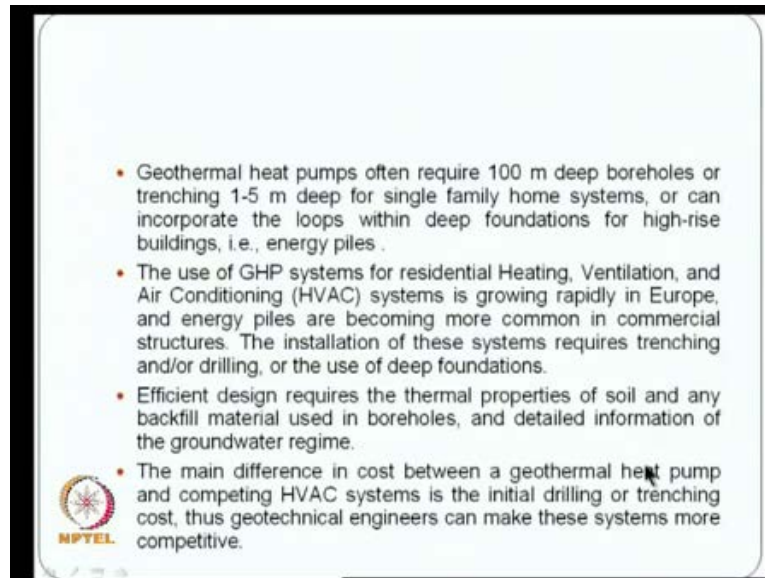 • Geothermal heat pumps often require 100 m deep boreholes or
trenching 1-5 m deep for single family home systems, or can
incorporate the loops within deep foundations for high-rise
buildings, i.e., energy piles .
• The use of GHP systems for residential Heating, Ventilation, and
Air Conditioning (HVAC) systems is growing rapidly in Europe,
and energy piles are becoming more common in commercial
structures. The installation of these systems requires trenching
and/or drilling, or the use of deep foundations.
• Efficient design requires the thermal properties of soil and any
backfill material used in boreholes, and detailed information of
the groundwater regime.
• The main difference in cost between a geothermal heat pump
and competing HVAC systems is the initial drilling or trenching
cost, thus geotechnical engineers can make these systems more
competitive.
NPTEL